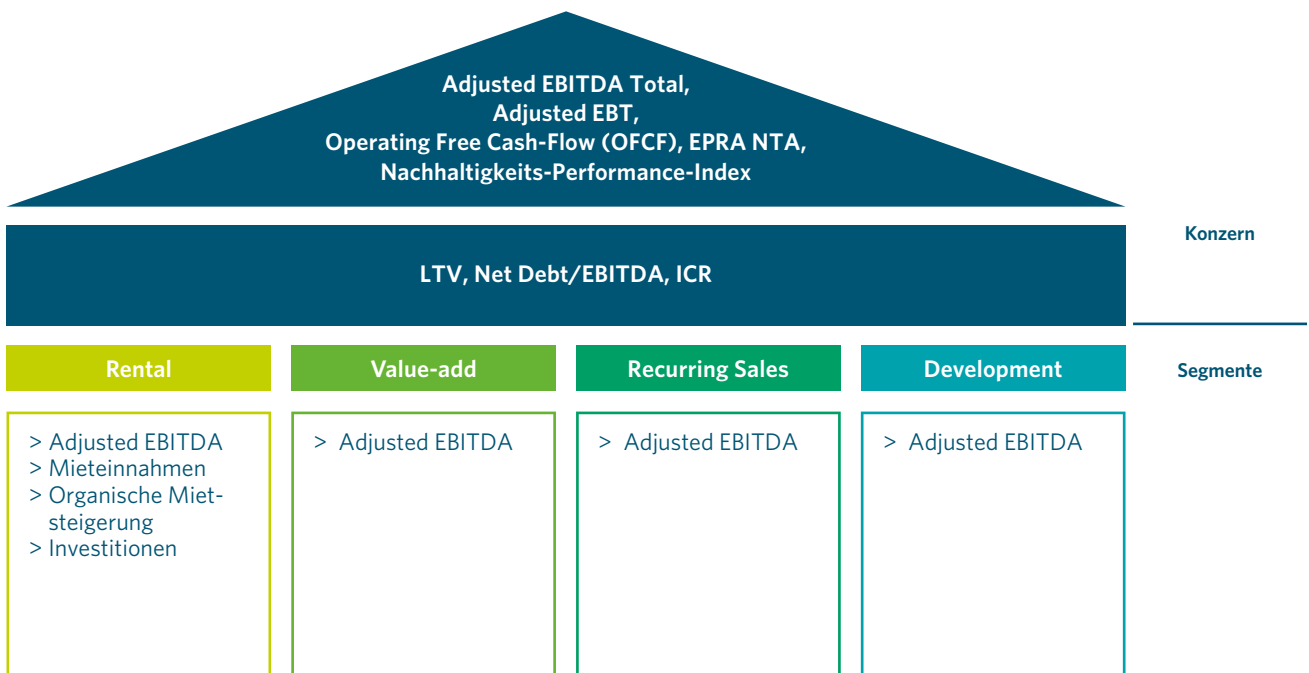 Adjusted EBITDA Total,
Adjusted EBT,
Operating Free Cash-Flow (OFCF), EPRA NTA,
Nachhaltigkeits-Performance-Index
Konzern
LTV, Net Debt/EBITDA, ICR
Rental
Value-add
Recurring Sales
Development
Segmente
> Adjusted EBITDA
> Mieteinnahmen
> Organische Miet-
steigerung
> Investitionen
> Adjusted EBITDA
> Adjusted EBITDA
> Adjusted EBITDA